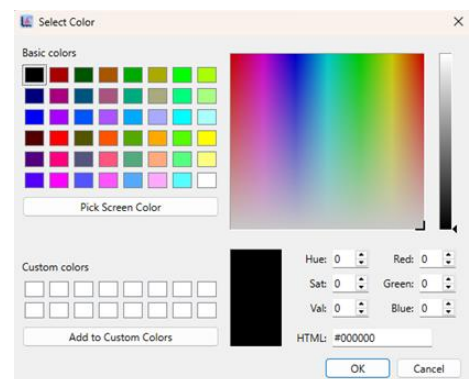 Select Color
Basic colors
Pick Screen Color
Custom colors
Add to Custom Colors
Hue: 0 Red: 0
Sat: 0 Green: 0
Val: 0 Blue: 0
HTML: #000000
OK Cancel